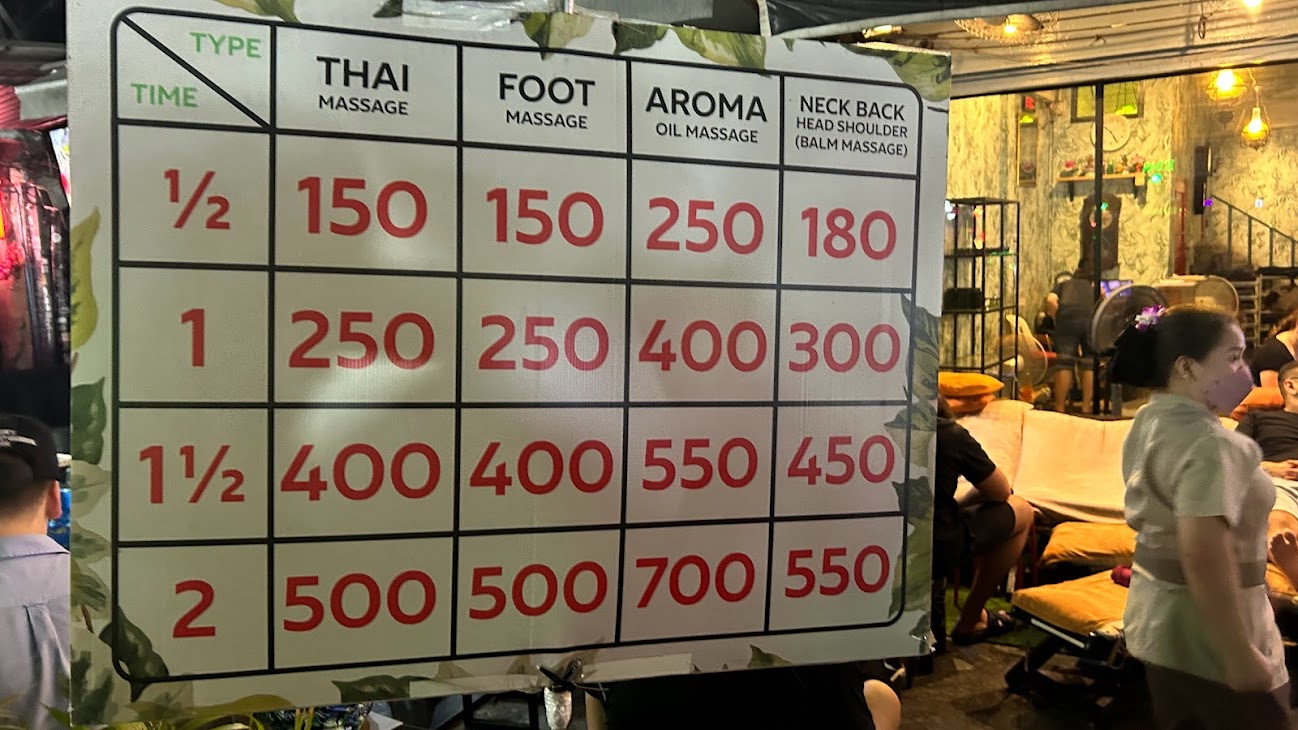 TYPE
TIME
THAI
MASSAGE
FOOT
MASSAGE
AROMA
OIL MASSAGE
NECK BACK
HEAD SHOULDER
(BALM MASSAGE)
½ 150 150 250 180
1 250 250 400 300
1½ 400 400 550 450
2 500 500 700 550